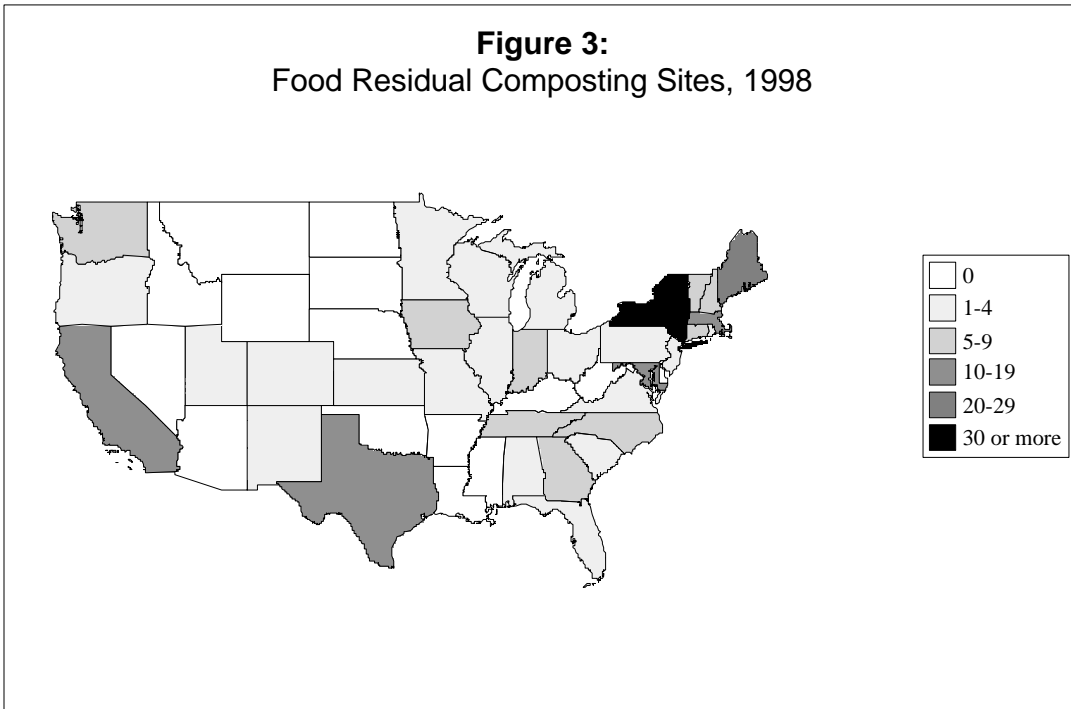 Figure 3:
Food Residual Composting Sites, 1998
0
1-4
5-9
10-19
20-29
30 or more